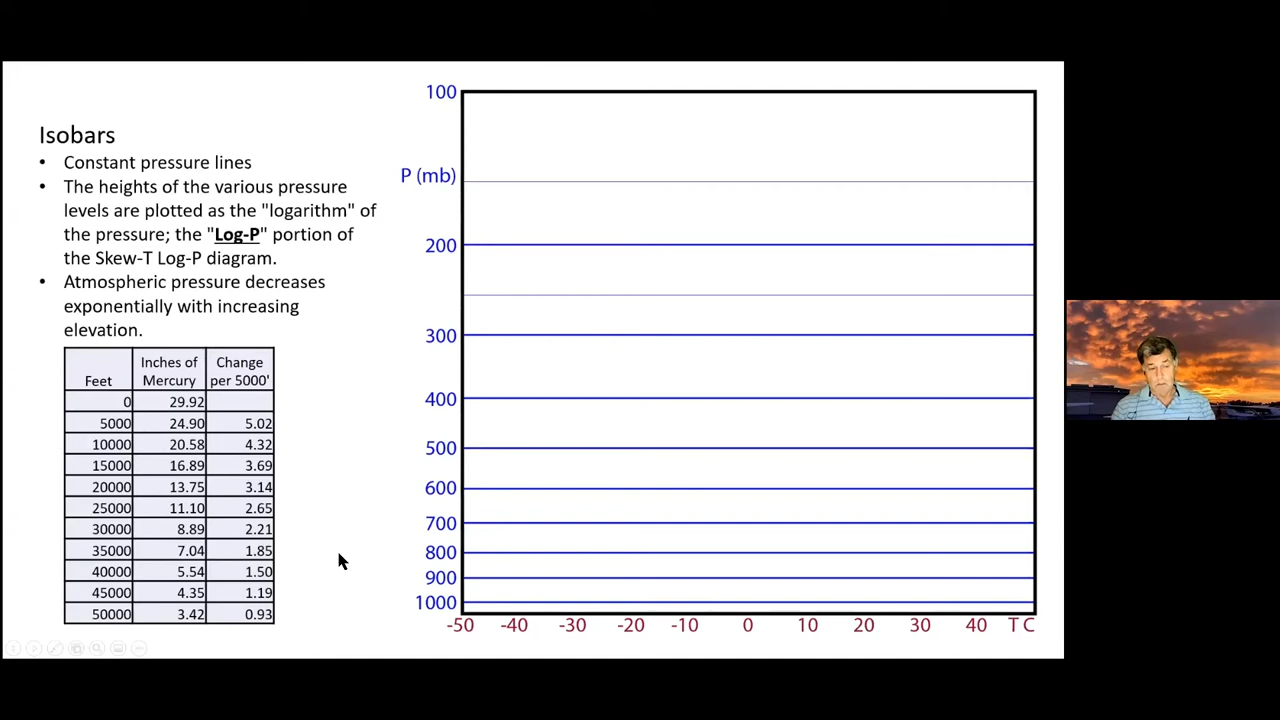 Isobars
• Constant pressure lines
• The heights of the various pressure
levels are plotted as the "logarithm" of
the pressure; the "Log-P" portion of
the Skew-T Log-P diagram.
• Atmospheric pressure decreases
exponentially with increasing
elevation.
Feet Inches of Mercury Change per 5000'
0 29.92
5000 24.90 5.02
10000 20.58 4.32
15000 16.89 3.69
20000 13.75 3.14
25000 11.10 2.65
30000 8.89 2.21
35000 7.04 1.85
40000 5.54 1.50
45000 4.35 1.19
50000 3.42 0.93
100
P (mb)
200
300
400
500
600
700
800
900
1000
-50 -40 -30 -20 -10 0 10 20 30 40 T C